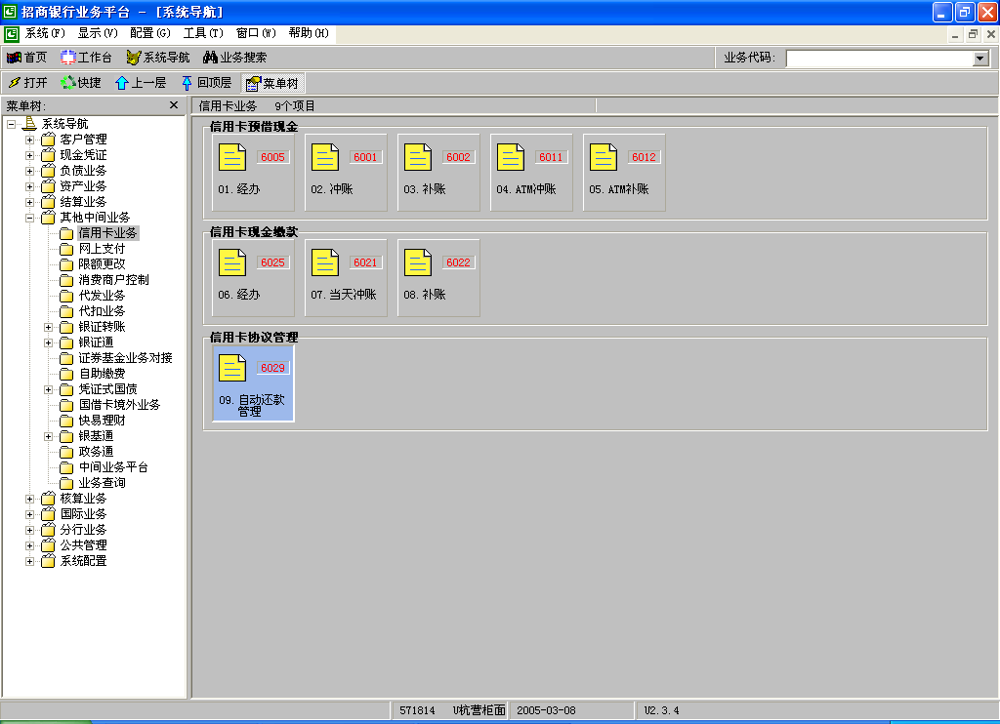 招商银行业务平台 - [系统导航]
系统(F) 显示(V) 配置(G) 工具(T) 窗口(W) 帮助(H)
首页 工作台 系统导航 业务搜索 业务代码:
打开 快捷 上一层 回顶层 菜单树
菜单树:
信用卡业务 9个项目
系统导航
客户管理
现金凭证
负债业务
资产业务
结算业务
其他中间业务
信用卡业务
网上支付
限额更改
消费商户控制
代发业务
代扣业务
银证转账
银证通
证券基金业务对接
自助缴费
凭证式国债
国借卡境外业务
快易理财
银基通
政务通
中间业务平台
业务查询
核算业务
国际业务
分行业务
公共管理
系统配置
信用卡预借现金
6005 6001 6002 6011 6012
01. 经办 02. 冲账 03. 补账 04. ATM冲账 05. ATM补账
信用卡现金缴款
6025 6021 6022
06. 经办 07. 当天冲账 08. 补账
信用卡协议管理
6029
09. 自动还款
管理
571814 U杭营柜面 2005-03-08 V2.3.4